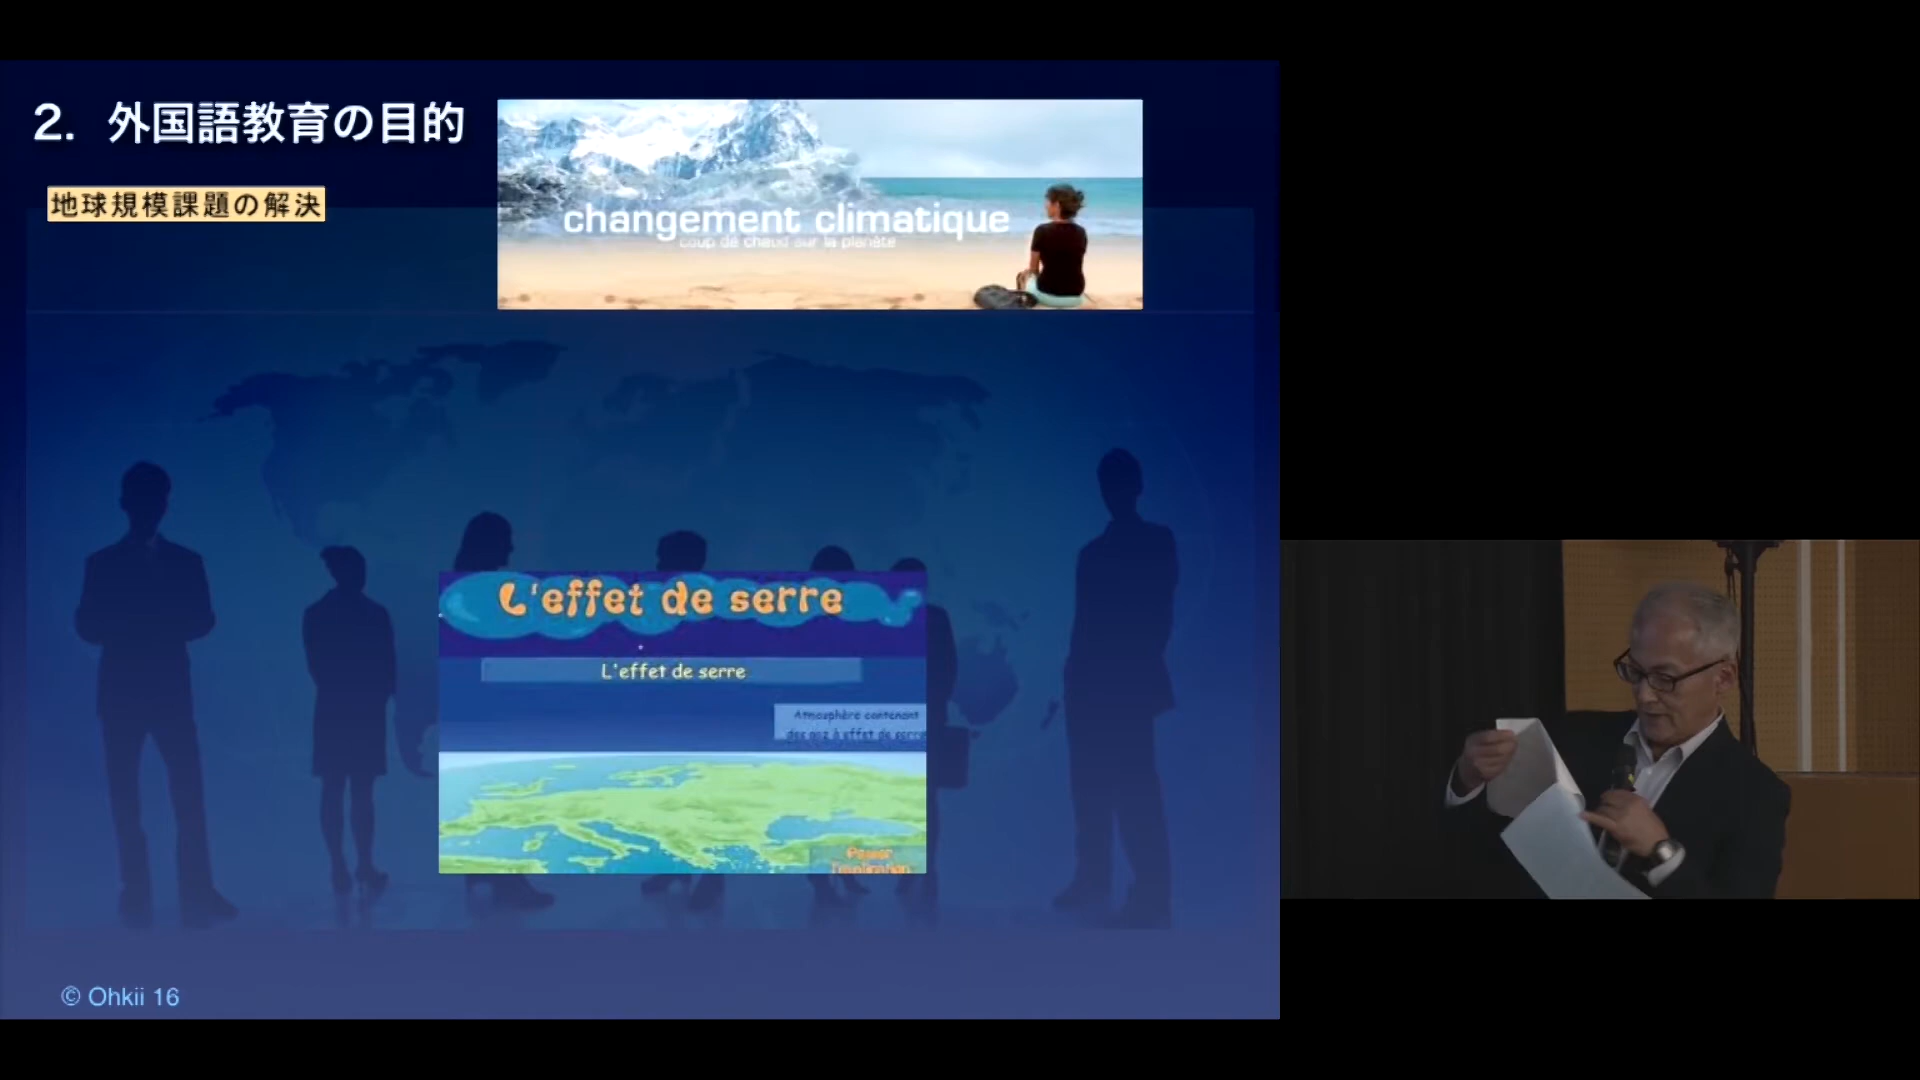 2. 外国語教育の目的
地球規模課題の解決
changement climatique
coup de chaud sur la planète
L'effet de serre
L'effet de serre
Atmosphère contenant
des gaz à effet de serre
© Ohkii 16